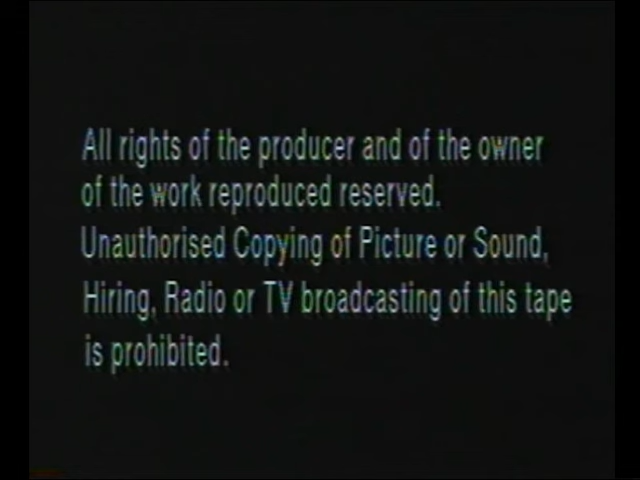 All rights of the producer and of the owner
of the work reproduced reserved.
Unauthorised Copying of Picture or Sound,
Hiring, Radio or TV broadcasting of this tape
is prohibited.